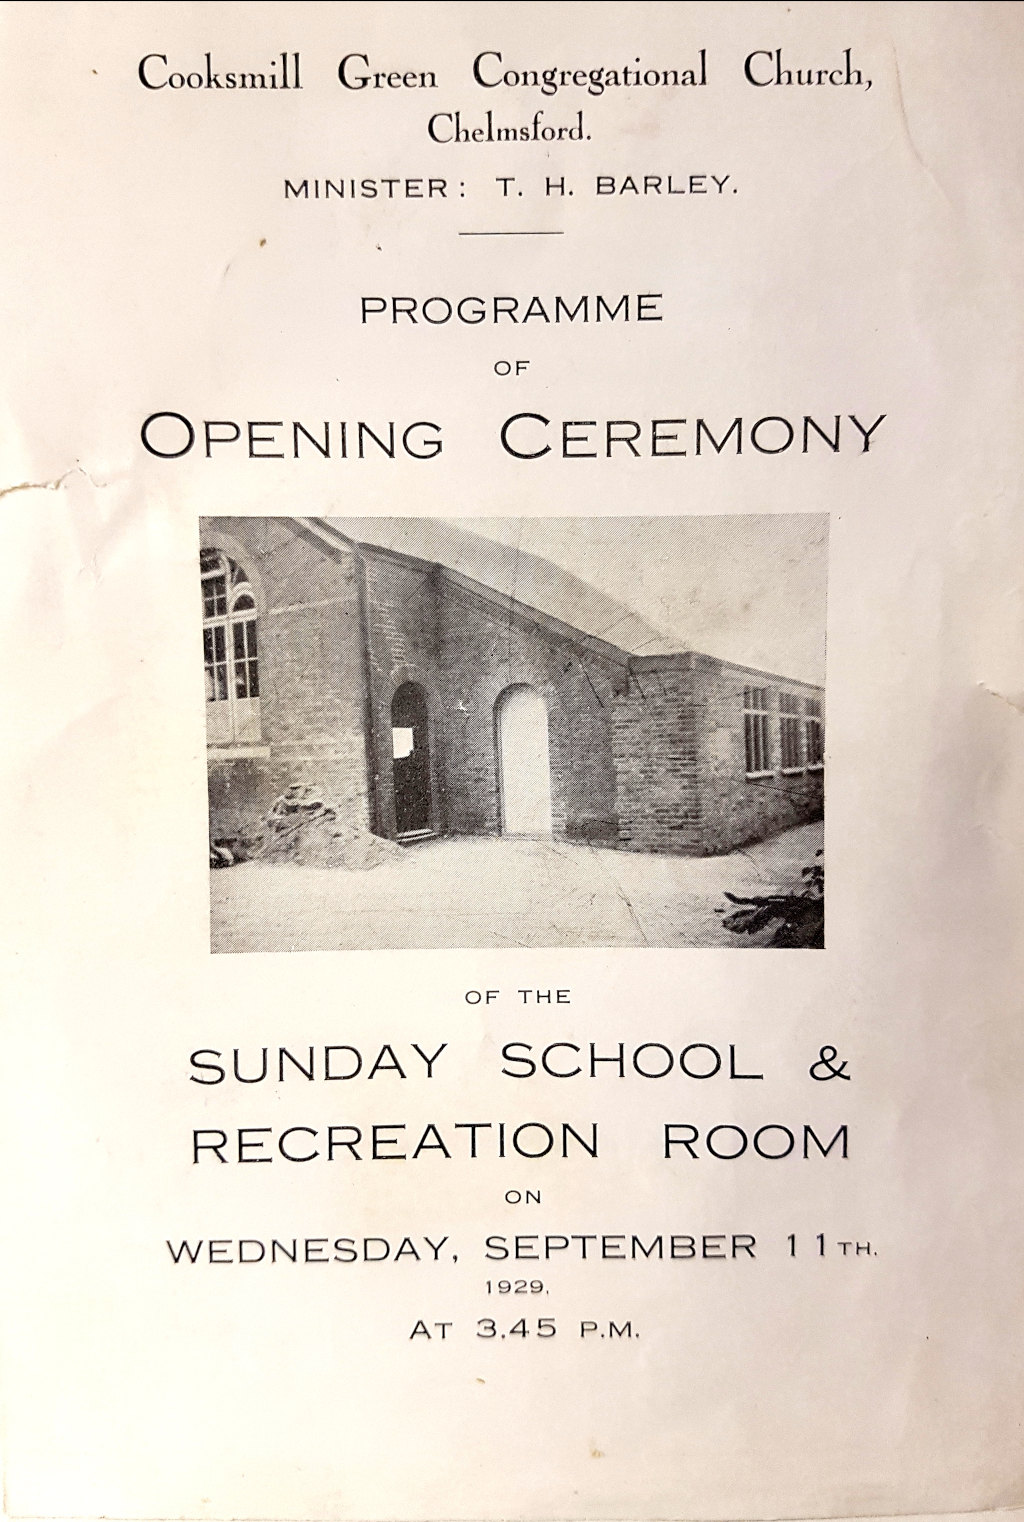 Cooksmill Green Congregational Church,
Chelmsford.
MINISTER: T. H. BARLEY.
PROGRAMME
OF
OPENING CEREMONY
OF THE
SUNDAY SCHOOL &
RECREATION ROOM
ON
WEDNESDAY, SEPTEMBER 11TH.
1929,
AT 3.45 P.M.